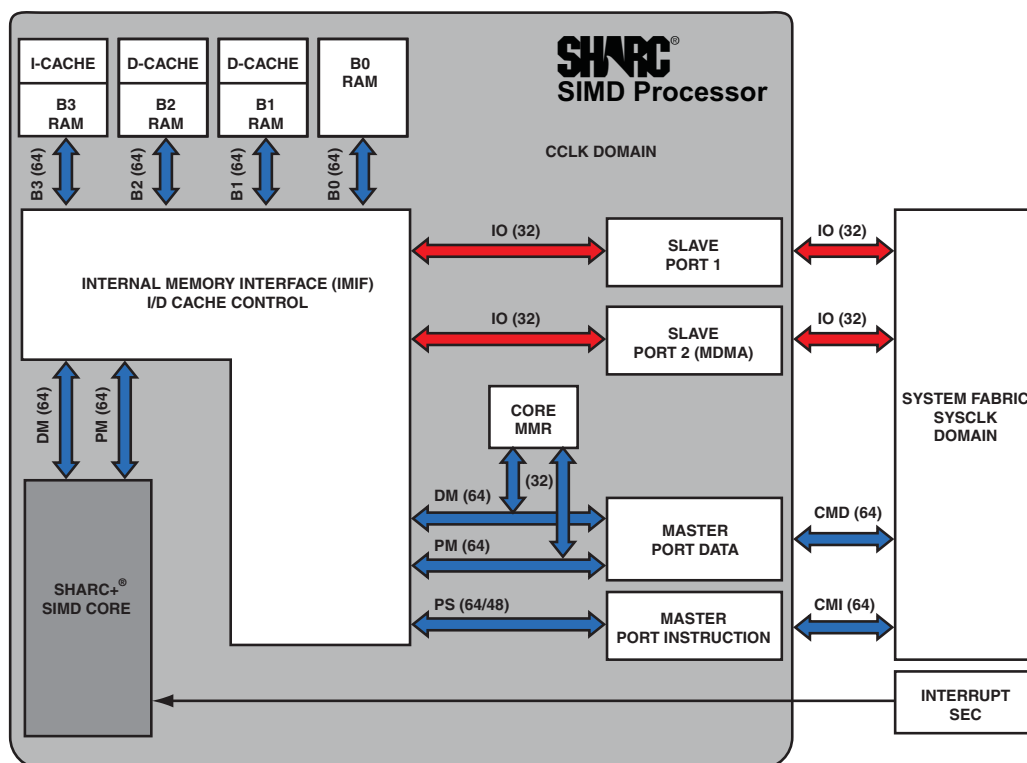 SHARC®
SIMD Processor
I-CACHE
D-CACHE
D-CACHE
B0
RAM
B3
RAM
B2
RAM
B1
RAM
CCLK DOMAIN
B3 (64)
B2 (64)
B1 (64)
B0 (64)
INTERNAL MEMORY INTERFACE (IMIF)
I/D CACHE CONTROL
IO (32)
SLAVE
PORT 1
IO (32)
IO (32)
SLAVE
PORT 2 (MDMA)
IO (32)
SYSTEM FABRIC
SYSCLK
DOMAIN
DM (64)
PM (64)
CORE
MMR
(32)
DM (64)
PM (64)
MASTER
PORT DATA
CMD (64)
SHARC+®
SIMD CORE
PS (64/48)
MASTER
PORT INSTRUCTION
CMI (64)
INTERRUPT
SEC